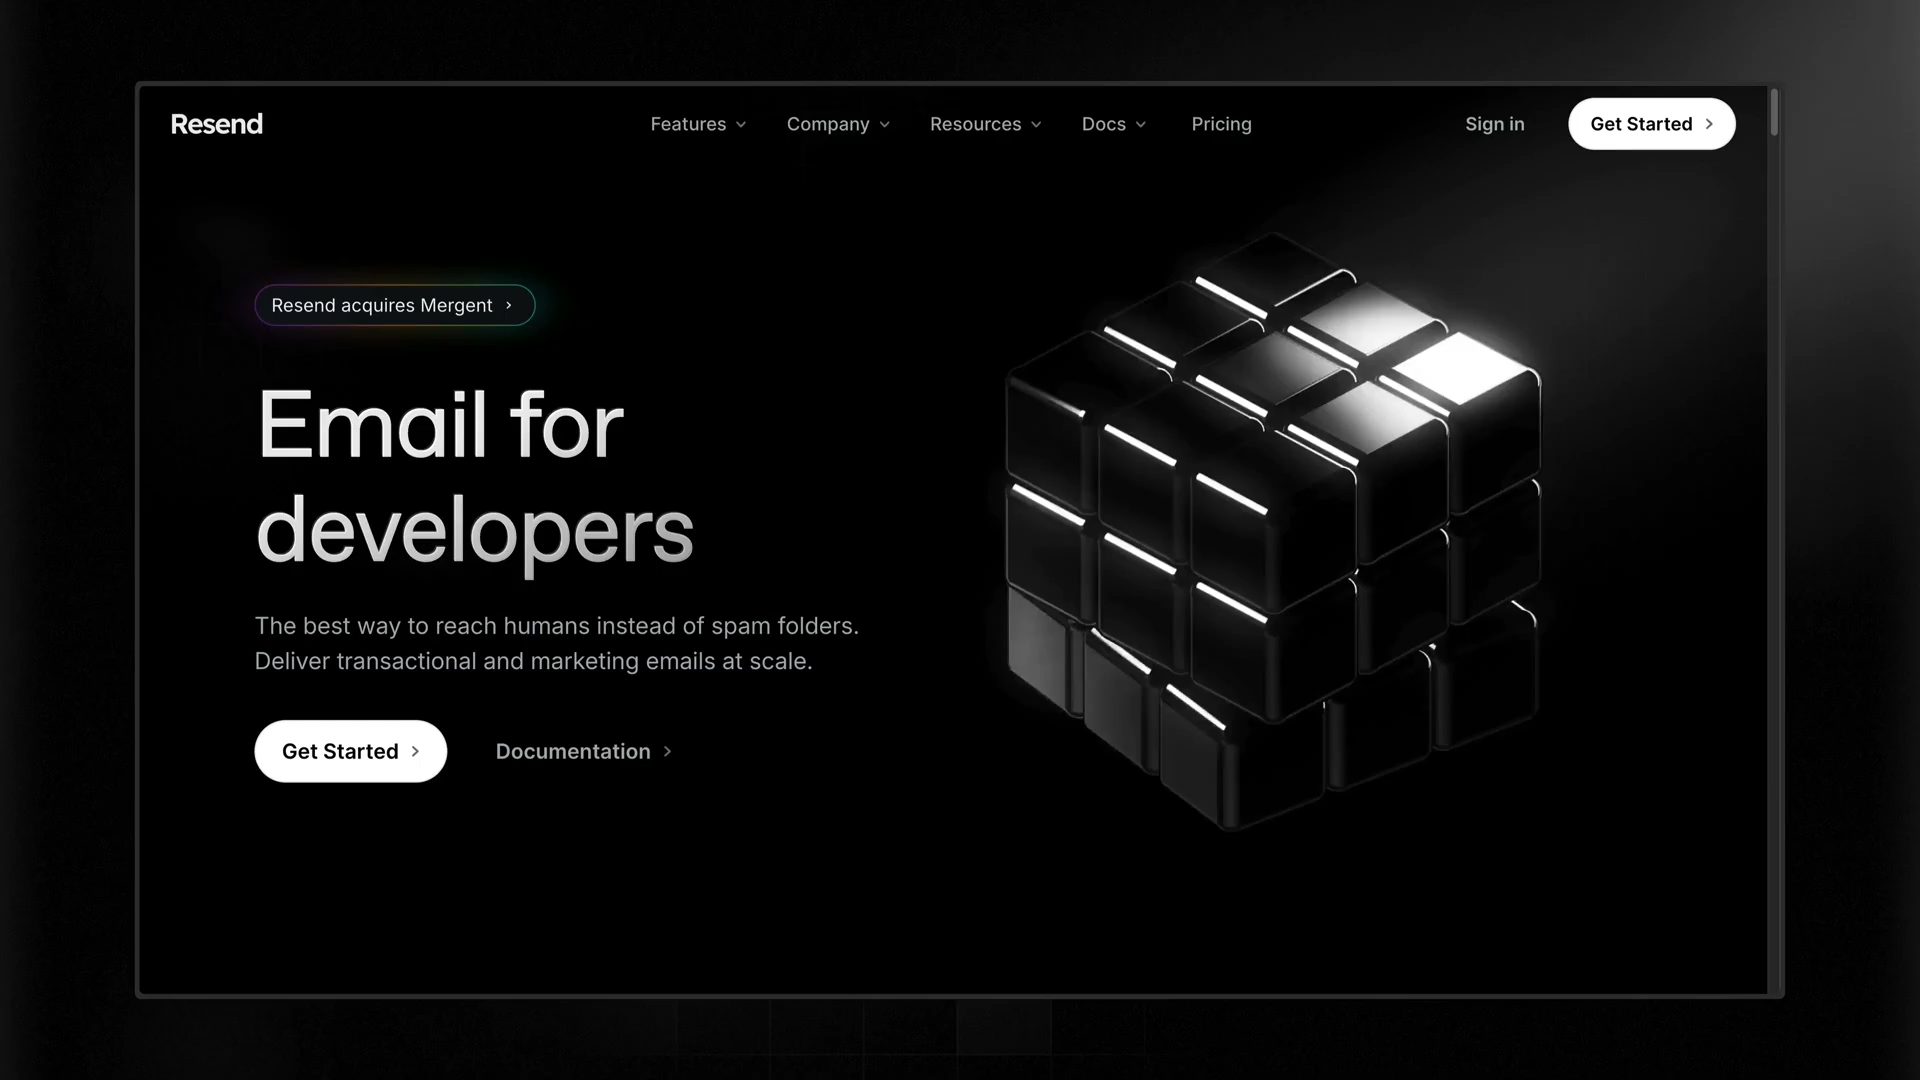 Resend
Features
Company
Resources
Docs
Pricing
Sign in
Get Started
Resend acquires Mergent
Email for
developers
The best way to reach humans instead of spam folders.
Deliver transactional and marketing emails at scale.
Get Started
Documentation